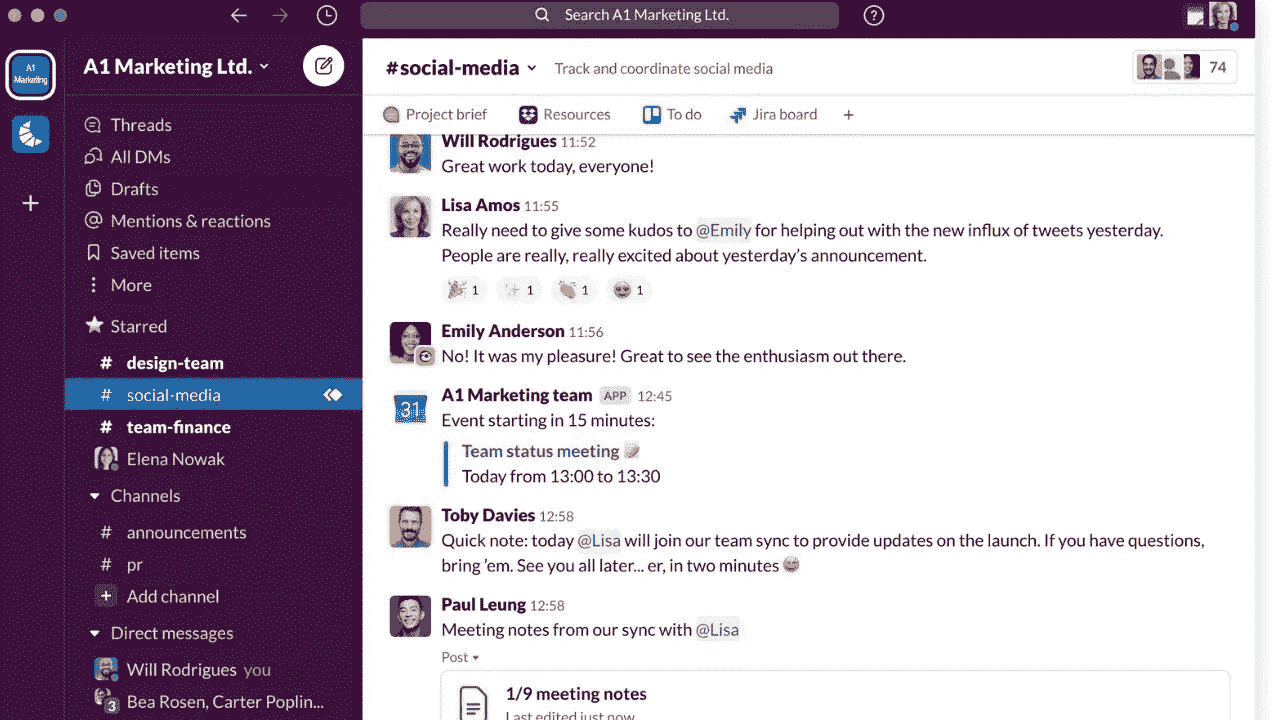 Search A1 Marketing Ltd.
A1
Marketing
A1 Marketing Ltd.
Threads
All DMs
Drafts
Mentions & reactions
Saved items
More
Starred
# design-team
# social-media
# team-finance
Elena Nowak
Channels
# announcements
# pr
+ Add channel
Direct messages
Will Rodrigues you
3 Bea Rosen, Carter Poplin...
#social-media
Track and coordinate social media
74
Project brief
Resources
To do
Jira board
+
Will Rodrigues 11:52
Great work today, everyone!
Lisa Amos 11:55
Really need to give some kudos to @Emily for helping out with the new influx of tweets yesterday.
People are really, really excited about yesterday's announcement.
1 1 1 1
Emily Anderson 11:56
No! It was my pleasure! Great to see the enthusiasm out there.
31
A1 Marketing team APP 12:45
Event starting in 15 minutes:
Team status meeting
Today from 13:00 to 13:30
Toby Davies 12:58
Quick note: today @Lisa will join our team sync to provide updates on the launch. If you have questions,
bring 'em. See you all later... er, in two minutes
Paul Leung 12:58
Meeting notes from our sync with @Lisa
Post
1/9 meeting notes
Last edited just now